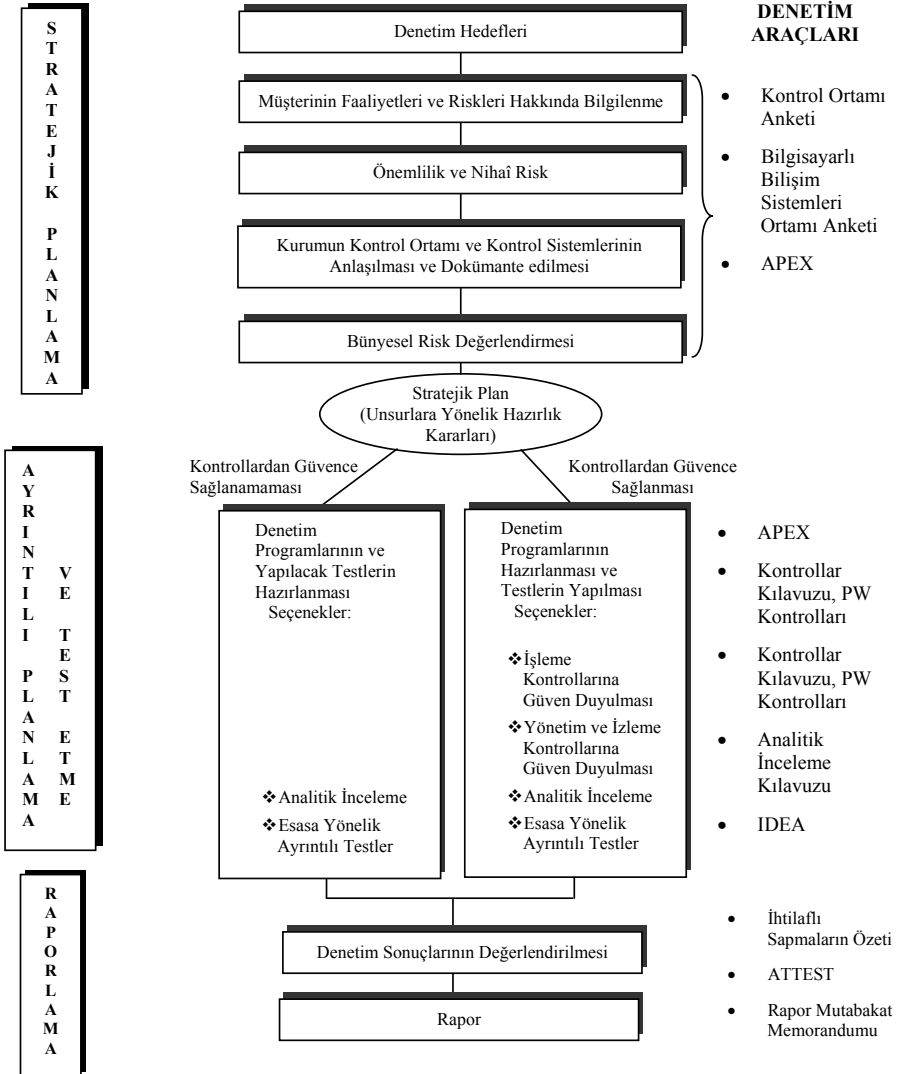 STRATEJİK PLANLAMA
Denetim Hedefleri
Müşterinin Faaliyetleri ve Riskleri Hakkında Bilgilenme
Önemlilik ve Nihaî Risk
Kurumun Kontrol Ortamı ve Kontrol Sistemlerinin
Anlaşılması ve Dokümante edilmesi
Bünyesel Risk Değerlendirmesi
DENETİM
ARAÇLARI
• Kontrol Ortamı
Anketi
• Bilgisayarlı
Bilişim
Sistemleri
Ortamı Anketi
• APEX
Stratejik Plan
(Unsurlara Yönelik Hazırlık
Kararları)
AYRINTILI PLANLAMA
VE TEST ETME
Kontrollardan Güvence
Sağlanamaması
Kontrollardan Güvence
Sağlanması
Denetim
Programlarının ve
Yapılacak Testlerin
Hazırlanması
Seçenekler:
❖Analitik İnceleme
❖Esasa Yönelik
Ayrıntılı Testler
Denetim
Programlarının
Hazırlanması ve
Testlerin Yapılması
Seçenekler:
❖İşleme
Kontrollarına
Güven Duyulması
❖Yönetim ve İzleme
Kontrollarına
Güven Duyulması
❖Analitik İnceleme
❖Esasa Yönelik
Ayrıntılı Testler
• APEX
• Kontrollar
Kılavuzu, PW
Kontrolları
• Kontrollar
Kılavuzu, PW
Kontrolları
• Analitik
İnceleme
Kılavuzu
• IDEA
RAPORLAMA
Denetim Sonuçlarının Değerlendirilmesi
Rapor
• İhtilaflı
Sapmaların Özeti
• ATTEST
• Rapor Mutabakat
Memorandumu